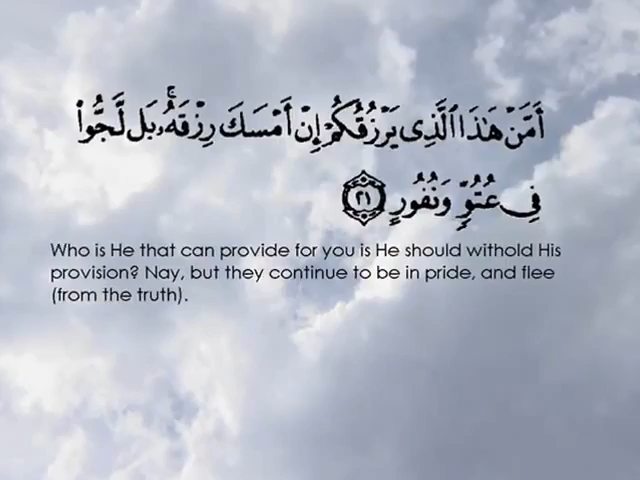 أَمَّنْ هَٰذَا ٱلَّذِى يَرْزُقُكُمْ إِنْ أَمْسَكَ رِزْقَهُۥۚ بَل لَّجُّوا۟
فِى عُتُوٍّ وَنُفُورٍ ٢١
Who is He that can provide for you is He should withold His
provision? Nay, but they continue to be in pride, and flee
(from the truth).